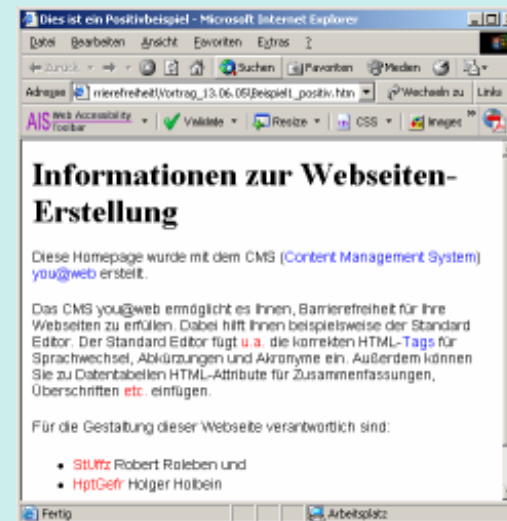 Dies ist ein Positivbeispiel - Microsoft Internet Explorer
Datei Bearbeiten Ansicht Favoriten Extras ?
Zurück Suchen Favoriten Medien
Adresse rrierefreiheit\Vortrag_13.06.05\Beispiel1_positiv.htm Wechseln zu Links
AIS Web Accessibility Toolbar Validate Resize CSS Images
Informationen zur Webseiten-
Erstellung
Diese Homepage wurde mit dem CMS (Content Management System)
you@web erstellt.
Das CMS you@web ermöglicht es Ihnen, Barrierefreiheit für Ihre
Webseiten zu erfüllen. Dabei hilft Ihnen beispielsweise der Standard
Editor. Der Standard Editor fügt u.a. die korrekten HTML-Tags für
Sprachwechsel, Abkürzungen und Akronyme ein. Außerdem können
Sie zu Datentabellen HTML-Attribute für Zusammenfassungen,
Überschriften etc. einfügen.
Für die Gestaltung dieser Webseite verantwortlich sind:
• StUffz Robert Roleben und
• HptGefr Holger Holbein
Fertig Arbeitsplatz